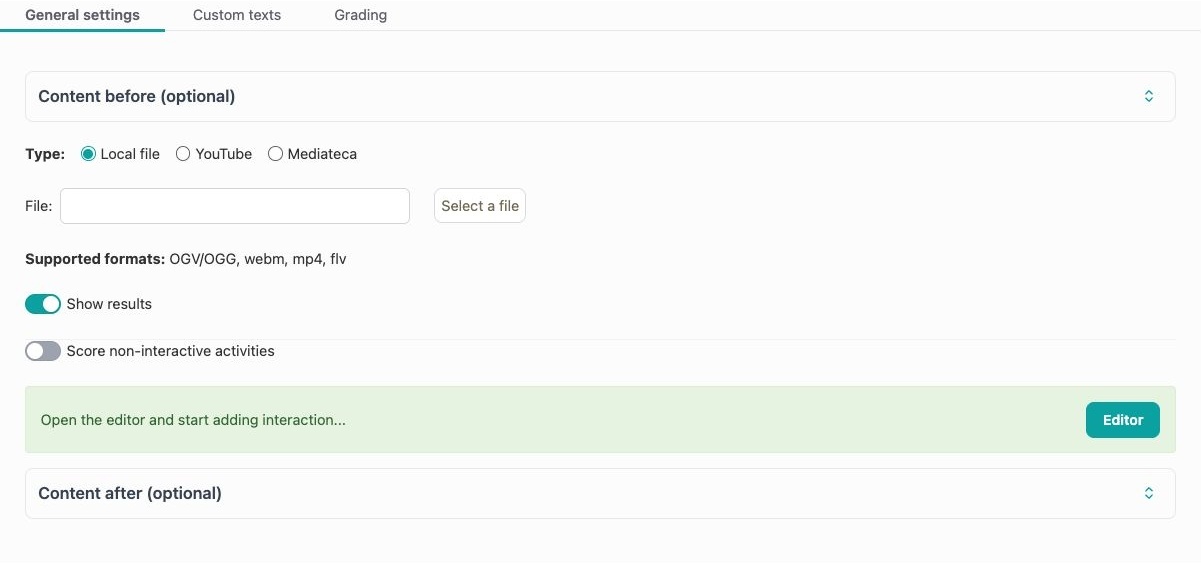 General settings Custom texts Grading
Content before (optional)
Type: Local file YouTube Mediateca
File: Select a file
Supported formats: OGV/OGG, webm, mp4, flv
Show results
Score non-interactive activities
Open the editor and start adding interaction... Editor
Content after (optional)